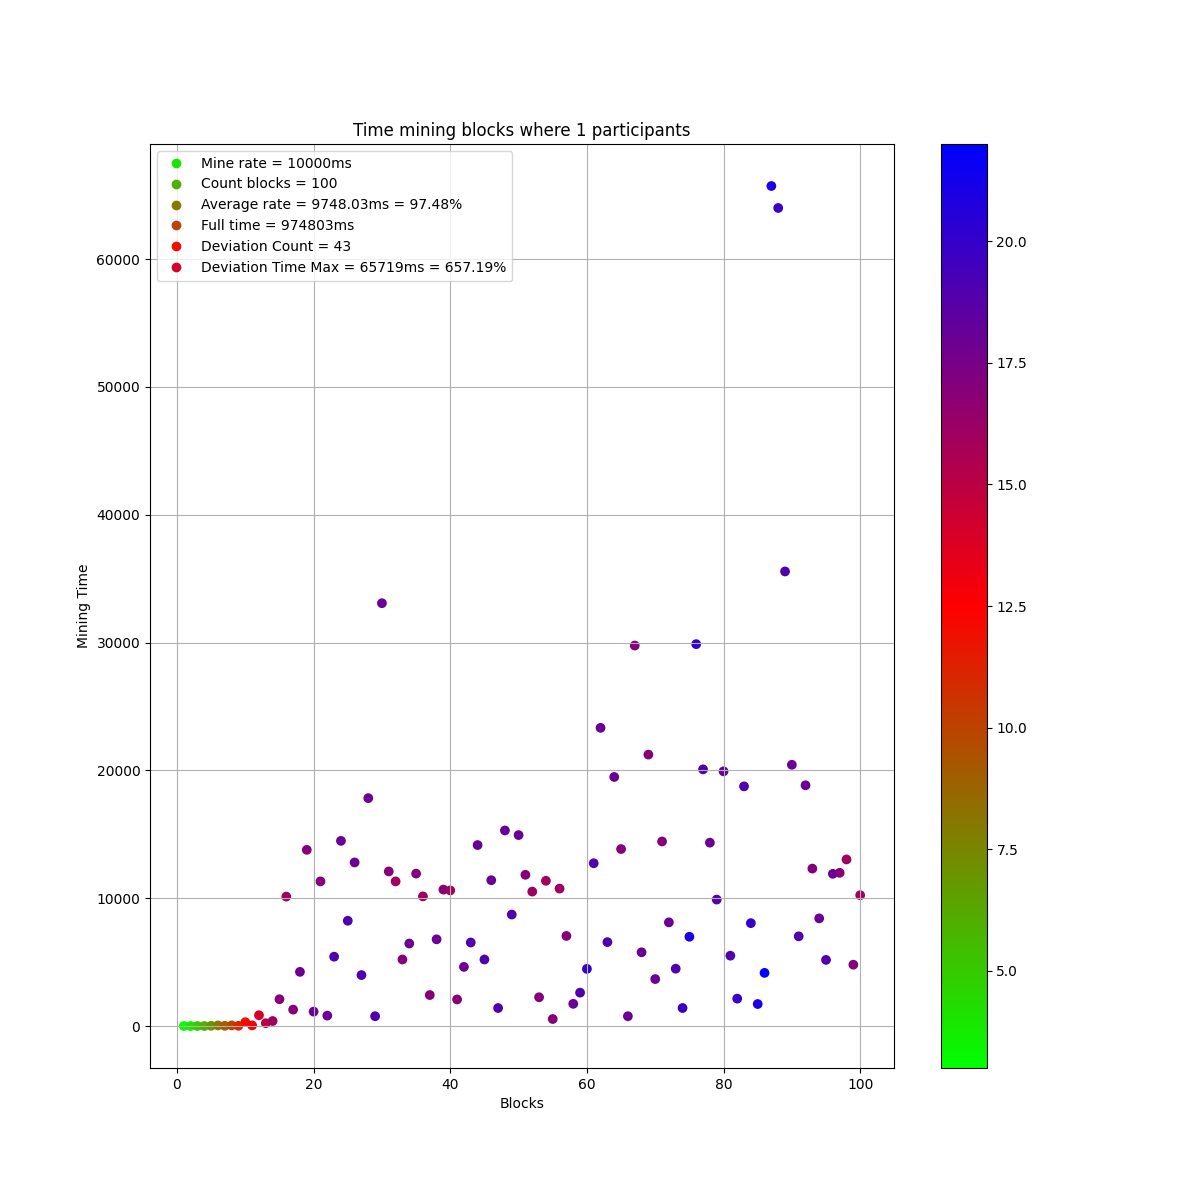 Time mining blocks where 1 participants
Mine rate = 10000ms
Count blocks = 100
Average rate = 9748.03ms = 97.48%
Full time = 974803ms
Deviation Count = 43
Deviation Time Max = 65719ms = 657.19%
Mining Time
60000
50000
40000
30000
20000
10000
0
0 20 40 60 80 100
Blocks
20.0
17.5
15.0
12.5
10.0
7.5
5.0